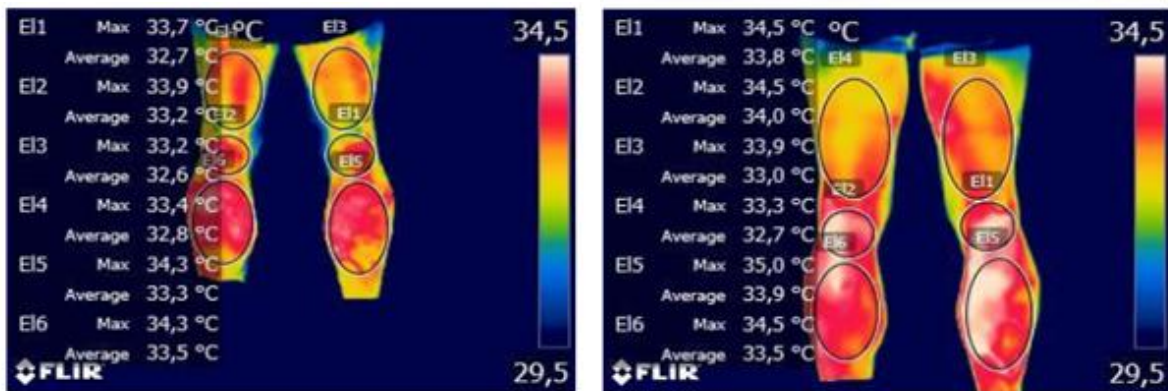 El1 Max 33,7 °C
Average 32,7 °C
El2 Max 33,9 °C
Average 33,2 °C
El3 Max 33,2 °C
Average 32,6 °C
El4 Max 33,4 °C
Average 32,8 °C
El5 Max 34,3 °C
Average 33,3 °C
El6 Max 34,3 °C
Average 33,5 °C
°C
El3
El2
El1
El6
El5
34,5
29,5
FLIR
El1 Max 34,5 °C
Average 33,8 °C
El2 Max 34,5 °C
Average 34,0 °C
El3 Max 33,9 °C
Average 33,0 °C
El4 Max 33,3 °C
Average 32,7 °C
El5 Max 35,0 °C
Average 33,9 °C
El6 Max 34,5 °C
Average 33,5 °C
°C
El4
El3
El2
El1
El6
El5
34,5
29,5
FLIR